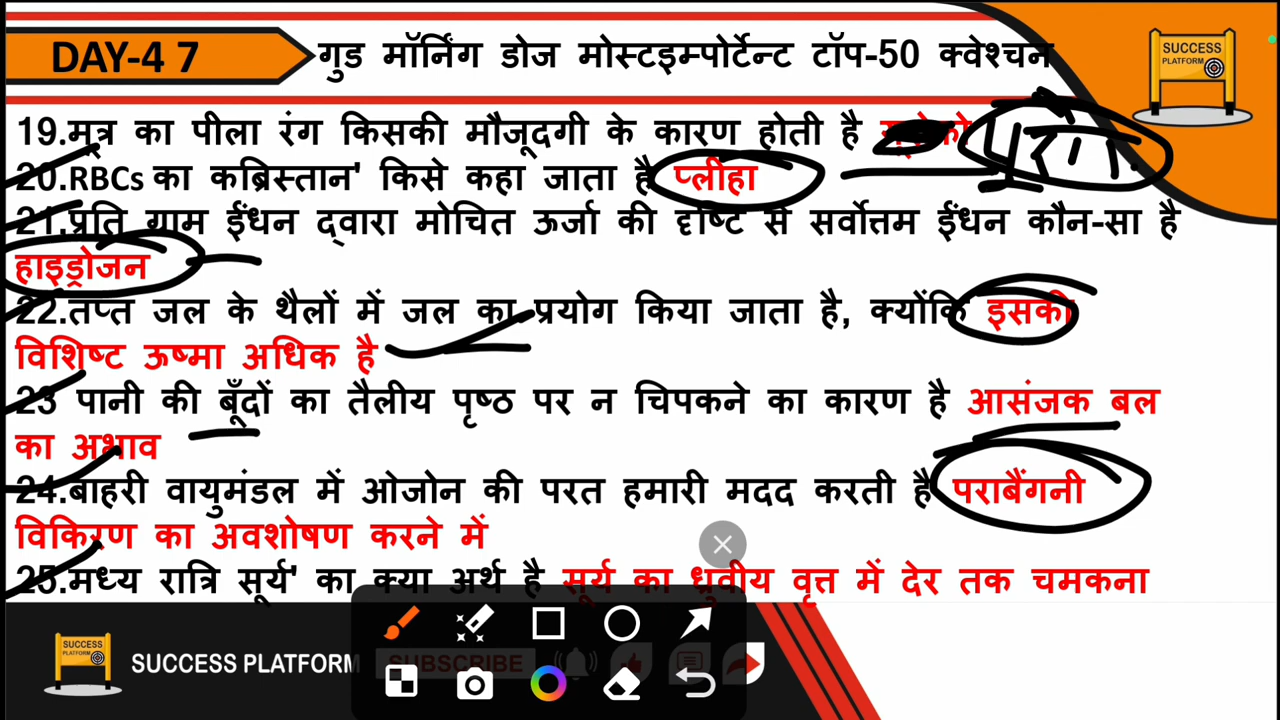 DAY-4 7
गुड मॉर्निंग डोज मोस्टइम्पोर्टेन्ट टॉप-50 क्वेश्चन
SUCCESS
PLATFORM
19.मूत्र का पीला रंग किसकी मौजूदगी के कारण होती है
20.RBCs का कब्रिस्तान' किसे कहा जाता है प्लीहा
21.प्रति ग्राम ईंधन द्वारा मोचित ऊर्जा की दृष्टि से सर्वोत्तम ईंधन कौन-सा है
हाइड्रोजन
22.तप्त जल के थैलों में जल का प्रयोग किया जाता है, क्योंकि इसकी
विशिष्ट ऊष्मा अधिक है
23 पानी की बूँदों का तैलीय पृष्ठ पर न चिपकने का कारण है आसंजक बल
का अभाव
24.बाहरी वायुमंडल में ओजोन की परत हमारी मदद करती है पराबैंगनी
विकिरण का अवशोषण करने में
25.मध्य रात्रि सूर्य' का क्या अर्थ है सूर्य का ध्रुवीय वृत्त में देर तक चमकना
SUCCESS
PLATFORM
SUCCESS PLATFORM
SUBSCRIBE